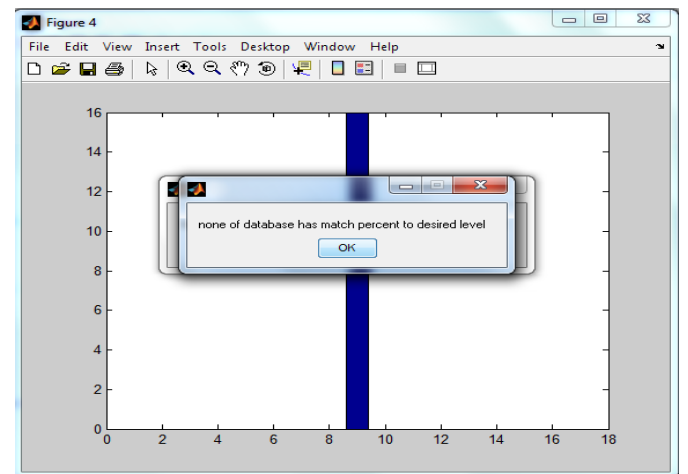 Figure 4
File Edit View Insert Tools Desktop Window Help
16
14
12
10
8
6
4
2
0
none of database has match percent to desired level
OK
0 2 4 6 8 10 12 14 16 18